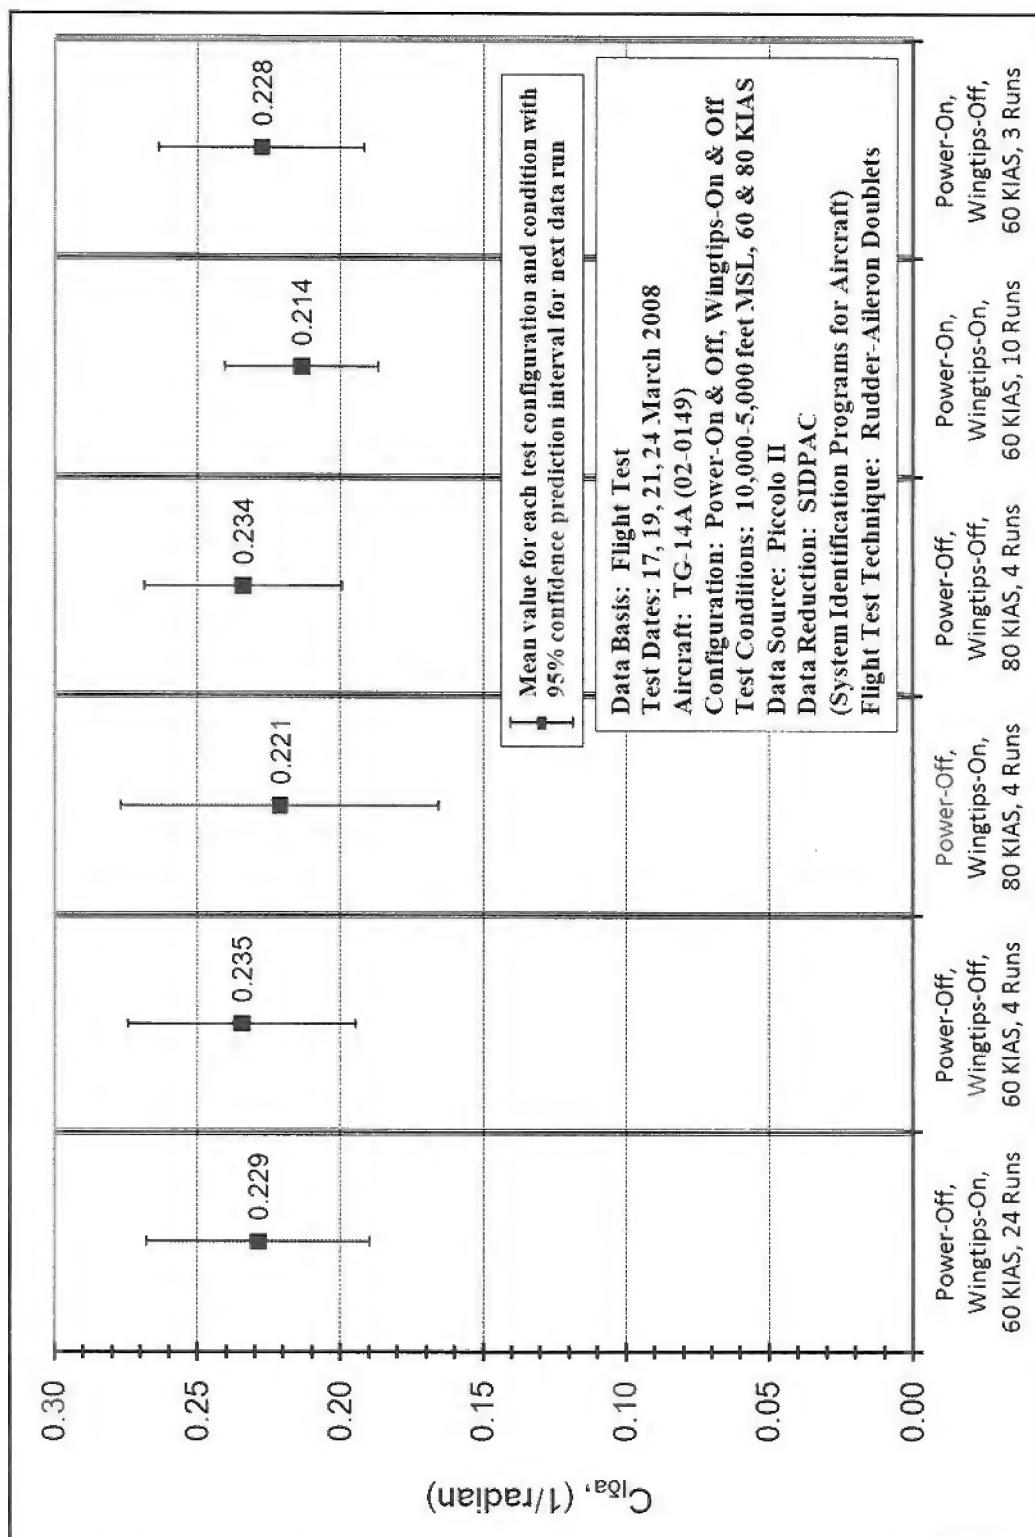 C_lδa, (1/radian)
0.30
0.25
0.20
0.15
0.10
0.05
0.00
0.229
0.235
0.221
0.234
0.214
0.228
Mean value for each test configuration and condition with
95% confidence prediction interval for next data run
Data Basis: Flight Test
Test Dates: 17, 19, 21, 24 March 2008
Aircraft: TG-14A (02-0149)
Configuration: Power-On & Off, Wingtips-On & Off
Test Conditions: 10,000-5,000 feet MSL, 60 & 80 KIAS
Data Source: Piccolo II
Data Reduction: SIDPAC
(System Identification Programs for Aircraft)
Flight Test Technique: Rudder-Aileron Doublets
Power-Off,
Wingtips-On,
60 KIAS, 24 Runs
Power-Off,
Wingtips-Off,
60 KIAS, 4 Runs
Power-Off,
Wingtips-On,
80 KIAS, 4 Runs
Power-Off,
Wingtips-Off,
80 KIAS, 4 Runs
Power-On,
Wingtips-On,
60 KIAS, 10 Runs
Power-On,
Wingtips-Off,
60 KIAS, 3 Runs